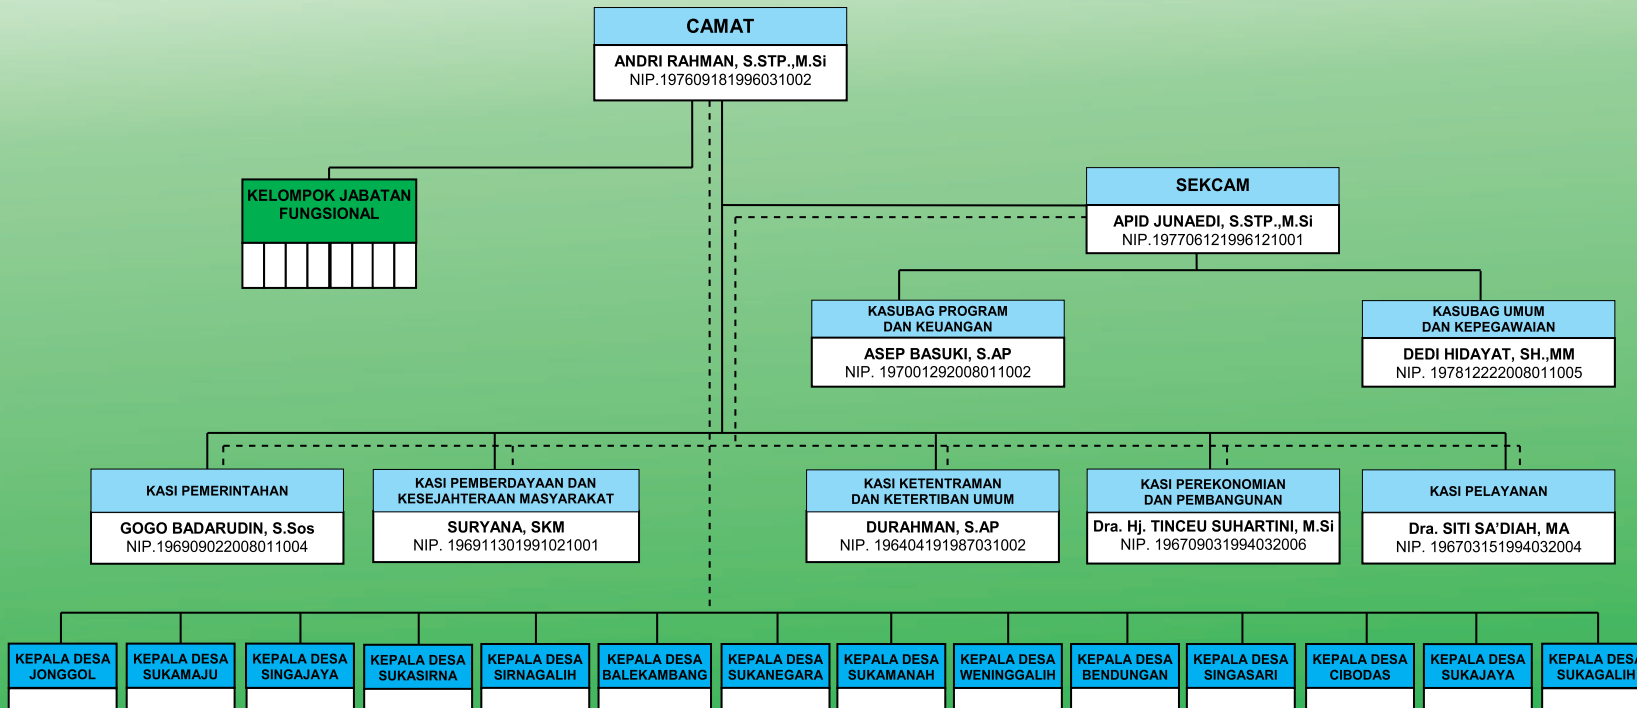 CAMAT
ANDRI RAHMAN, S.STP.,M.Si
NIP.197609181996031002
KELOMPOK JABATAN
FUNGSIONAL
SEKCAM
APID JUNAEDI, S.STP.,M.Si
NIP.197706121996121001
KASUBAG PROGRAM
DAN KEUANGAN
ASEP BASUKI, S.AP
NIP. 197001292008011002
KASUBAG UMUM
DAN KEPEGAWAIAN
DEDI HIDAYAT, SH.,MM
NIP. 197812222008011005
KASI PEMERINTAHAN
GOGO BADARUDIN, S.Sos
NIP.196909022008011004
KASI PEMBERDAYAAN DAN
KESEJAHTERAAN MASYARAKAT
SURYANA, SKM
NIP. 196911301991021001
KASI KETENTRAMAN
DAN KETERTIBAN UMUM
DURAHMAN, S.AP
NIP. 196404191987031002
KASI PEREKONOMIAN
DAN PEMBANGUNAN
Dra. Hj. TINCEU SUHARTINI, M.Si
NIP. 196709031994032006
KASI PELAYANAN
Dra. SITI SA’DIAH, MA
NIP. 196703151994032004
KEPALA DESA
JONGGOL
KEPALA DESA
SUKAMAJU
KEPALA DESA
SINGAJAYA
KEPALA DESA
SUKASIRNA
KEPALA DESA
SIRNAGALIH
KEPALA DESA
BALEKAMBANG
KEPALA DESA
SUKANEGARA
KEPALA DESA
SUKAMANAH
KEPALA DESA
WENINGGALIH
KEPALA DESA
BENDUNGAN
KEPALA DESA
SINGASARI
KEPALA DESA
CIBODAS
KEPALA DESA
SUKAJAYA
KEPALA DESA
SUKAGALIH